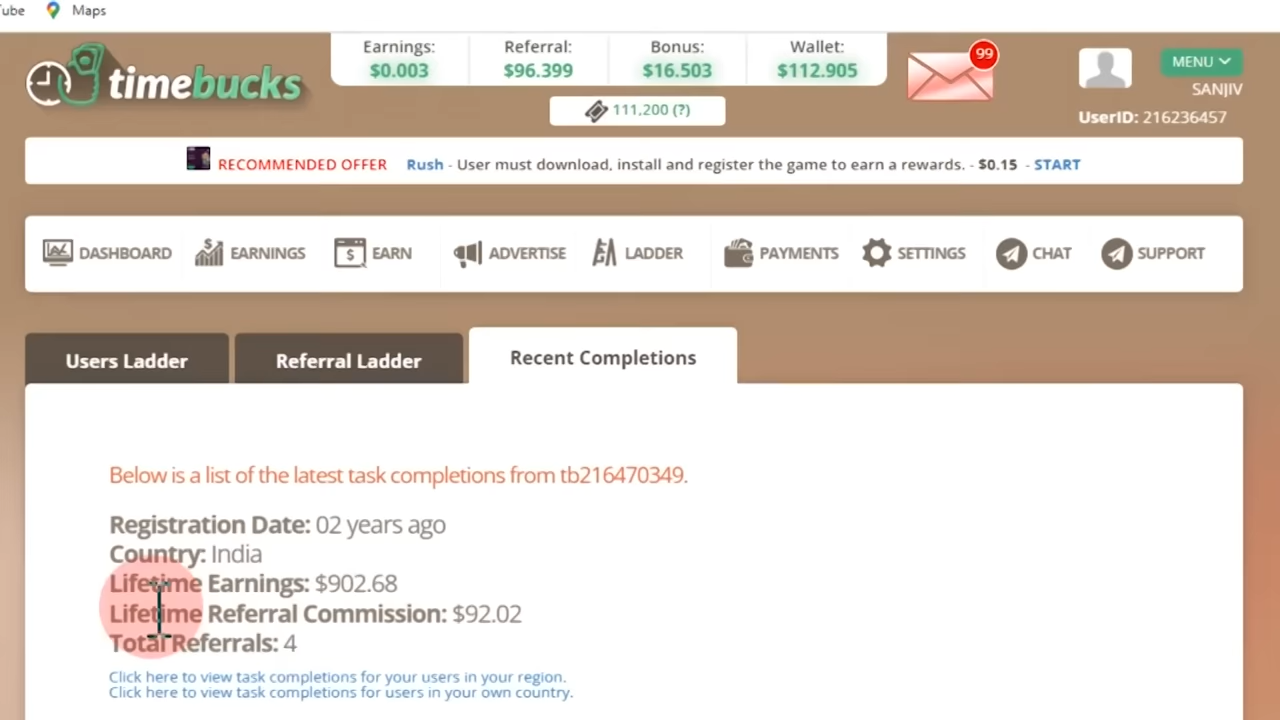 Maps
Earnings: Referral: Bonus: Wallet:
$0.003 $96.399 $16.503 $112.905
99
MENU
SANJIV
timebucks
111,200 (?)
UserID: 216236457
RECOMMENDED OFFER Rush - User must download, install and register the game to earn a rewards. - $0.15 - START
DASHBOARD EARNINGS EARN ADVERTISE LADDER PAYMENTS SETTINGS CHAT SUPPORT
Users Ladder Referral Ladder Recent Completions
Below is a list of the latest task completions from tb216470349.
Registration Date: 02 years ago
Country: India
Lifetime Earnings: $902.68
Lifetime Referral Commission: $92.02
Total Referrals: 4
Click here to view task completions for your users in your region.
Click here to view task completions for users in your own country.